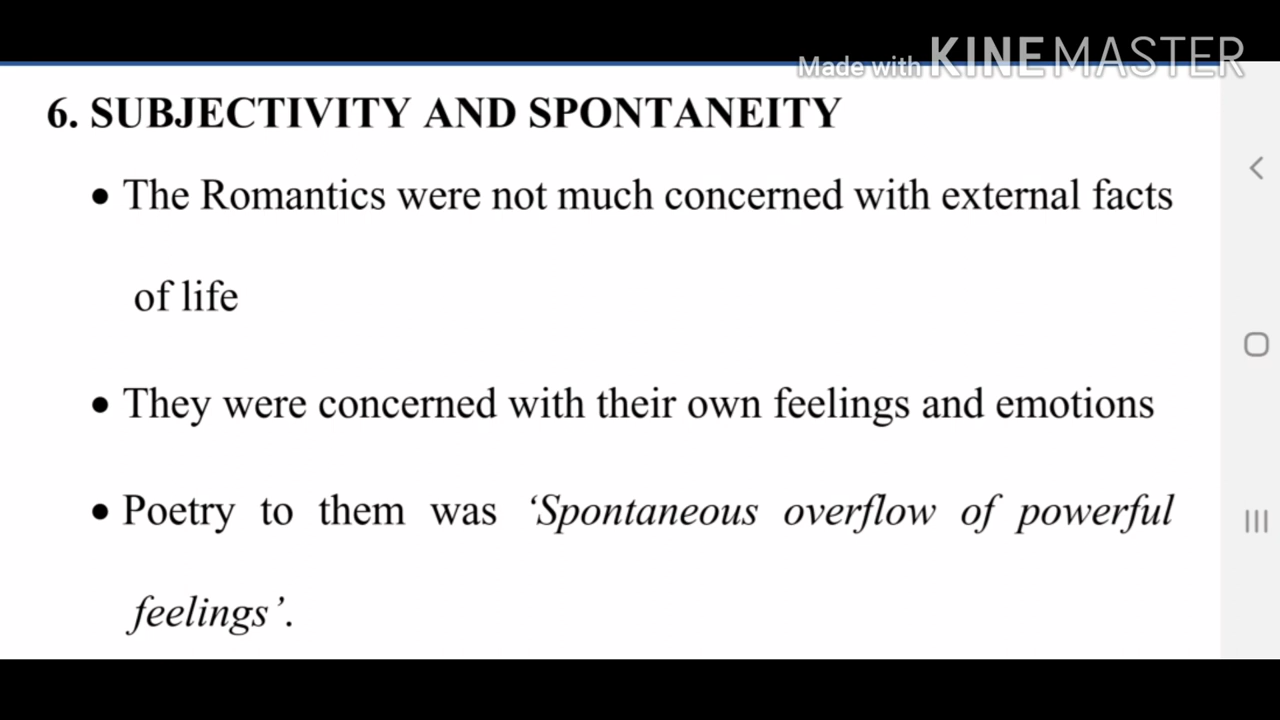 Made with KINEMASTER
6. SUBJECTIVITY AND SPONTANEITY
• The Romantics were not much concerned with external facts
of life
• They were concerned with their own feelings and emotions
• Poetry to them was ‘Spontaneous overflow of powerful
feelings’.